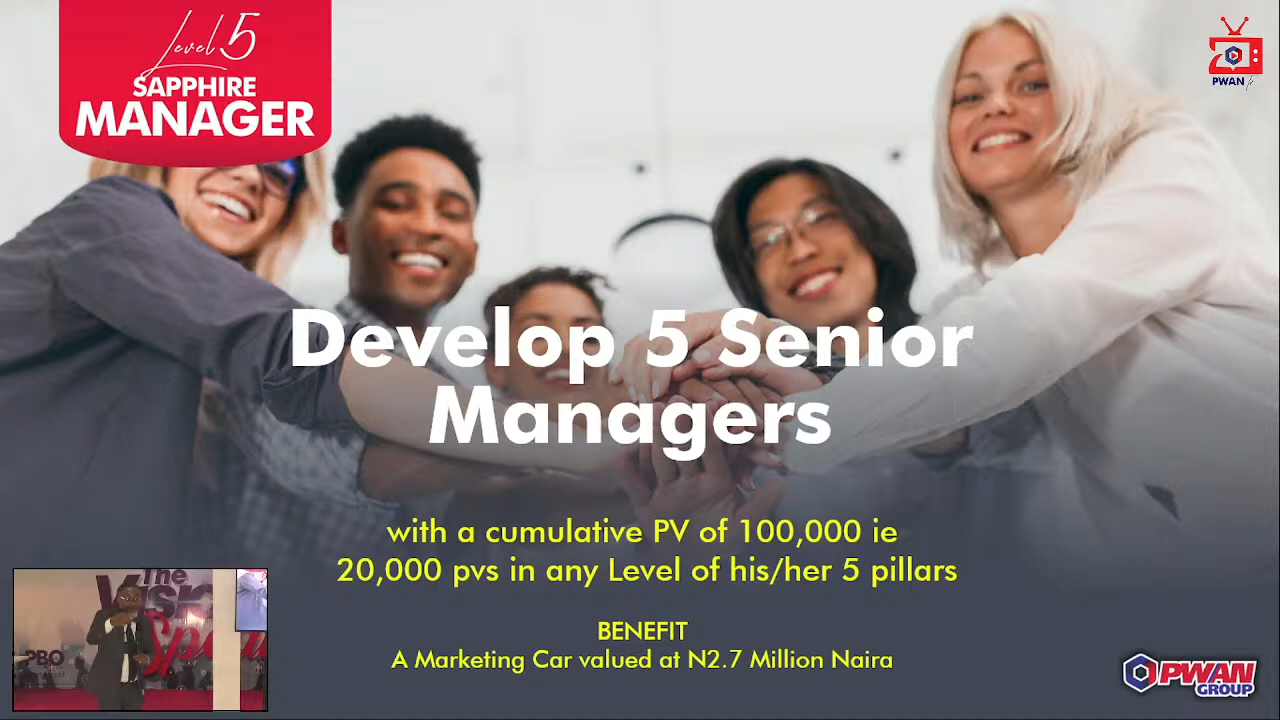 Level 5
SAPPHIRE
MANAGER
PWAN
Develop 5 Senior
Managers
with a cumulative PV of 100,000 ie
20,000 pvs in any Level of his/her 5 pillars
BENEFIT
A Marketing Car valued at N2.7 Million Naira
The
PBO
PWAN
GROUP